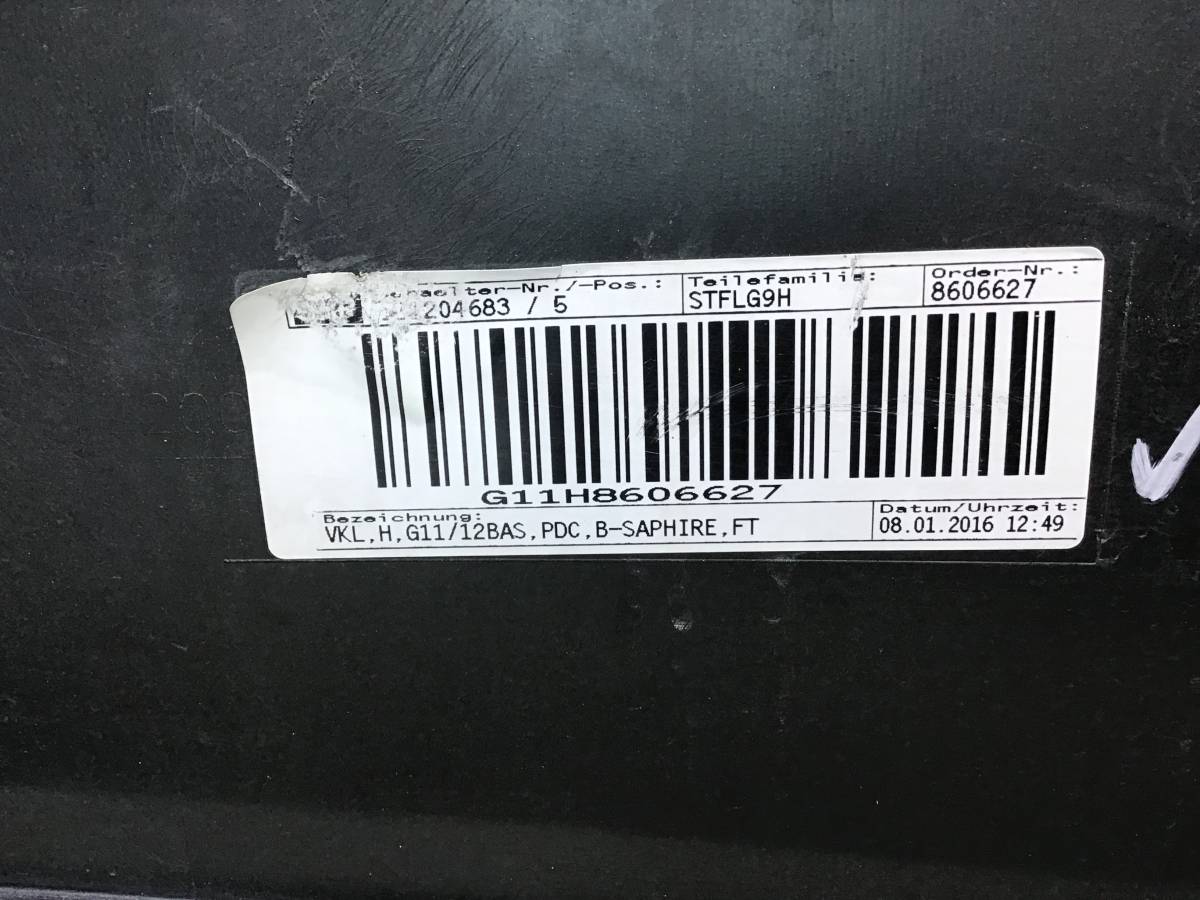 -Nr./-Pos.: Teilefamilie: Order-Nr.:
204683 / 5 STFLG9H 8606627
G11H8606627
Bezeichnung: Datum/Uhrzeit:
VKL,H,G11/12BAS,PDC,B-SAPHIRE,FT 08.01.2016 12:49